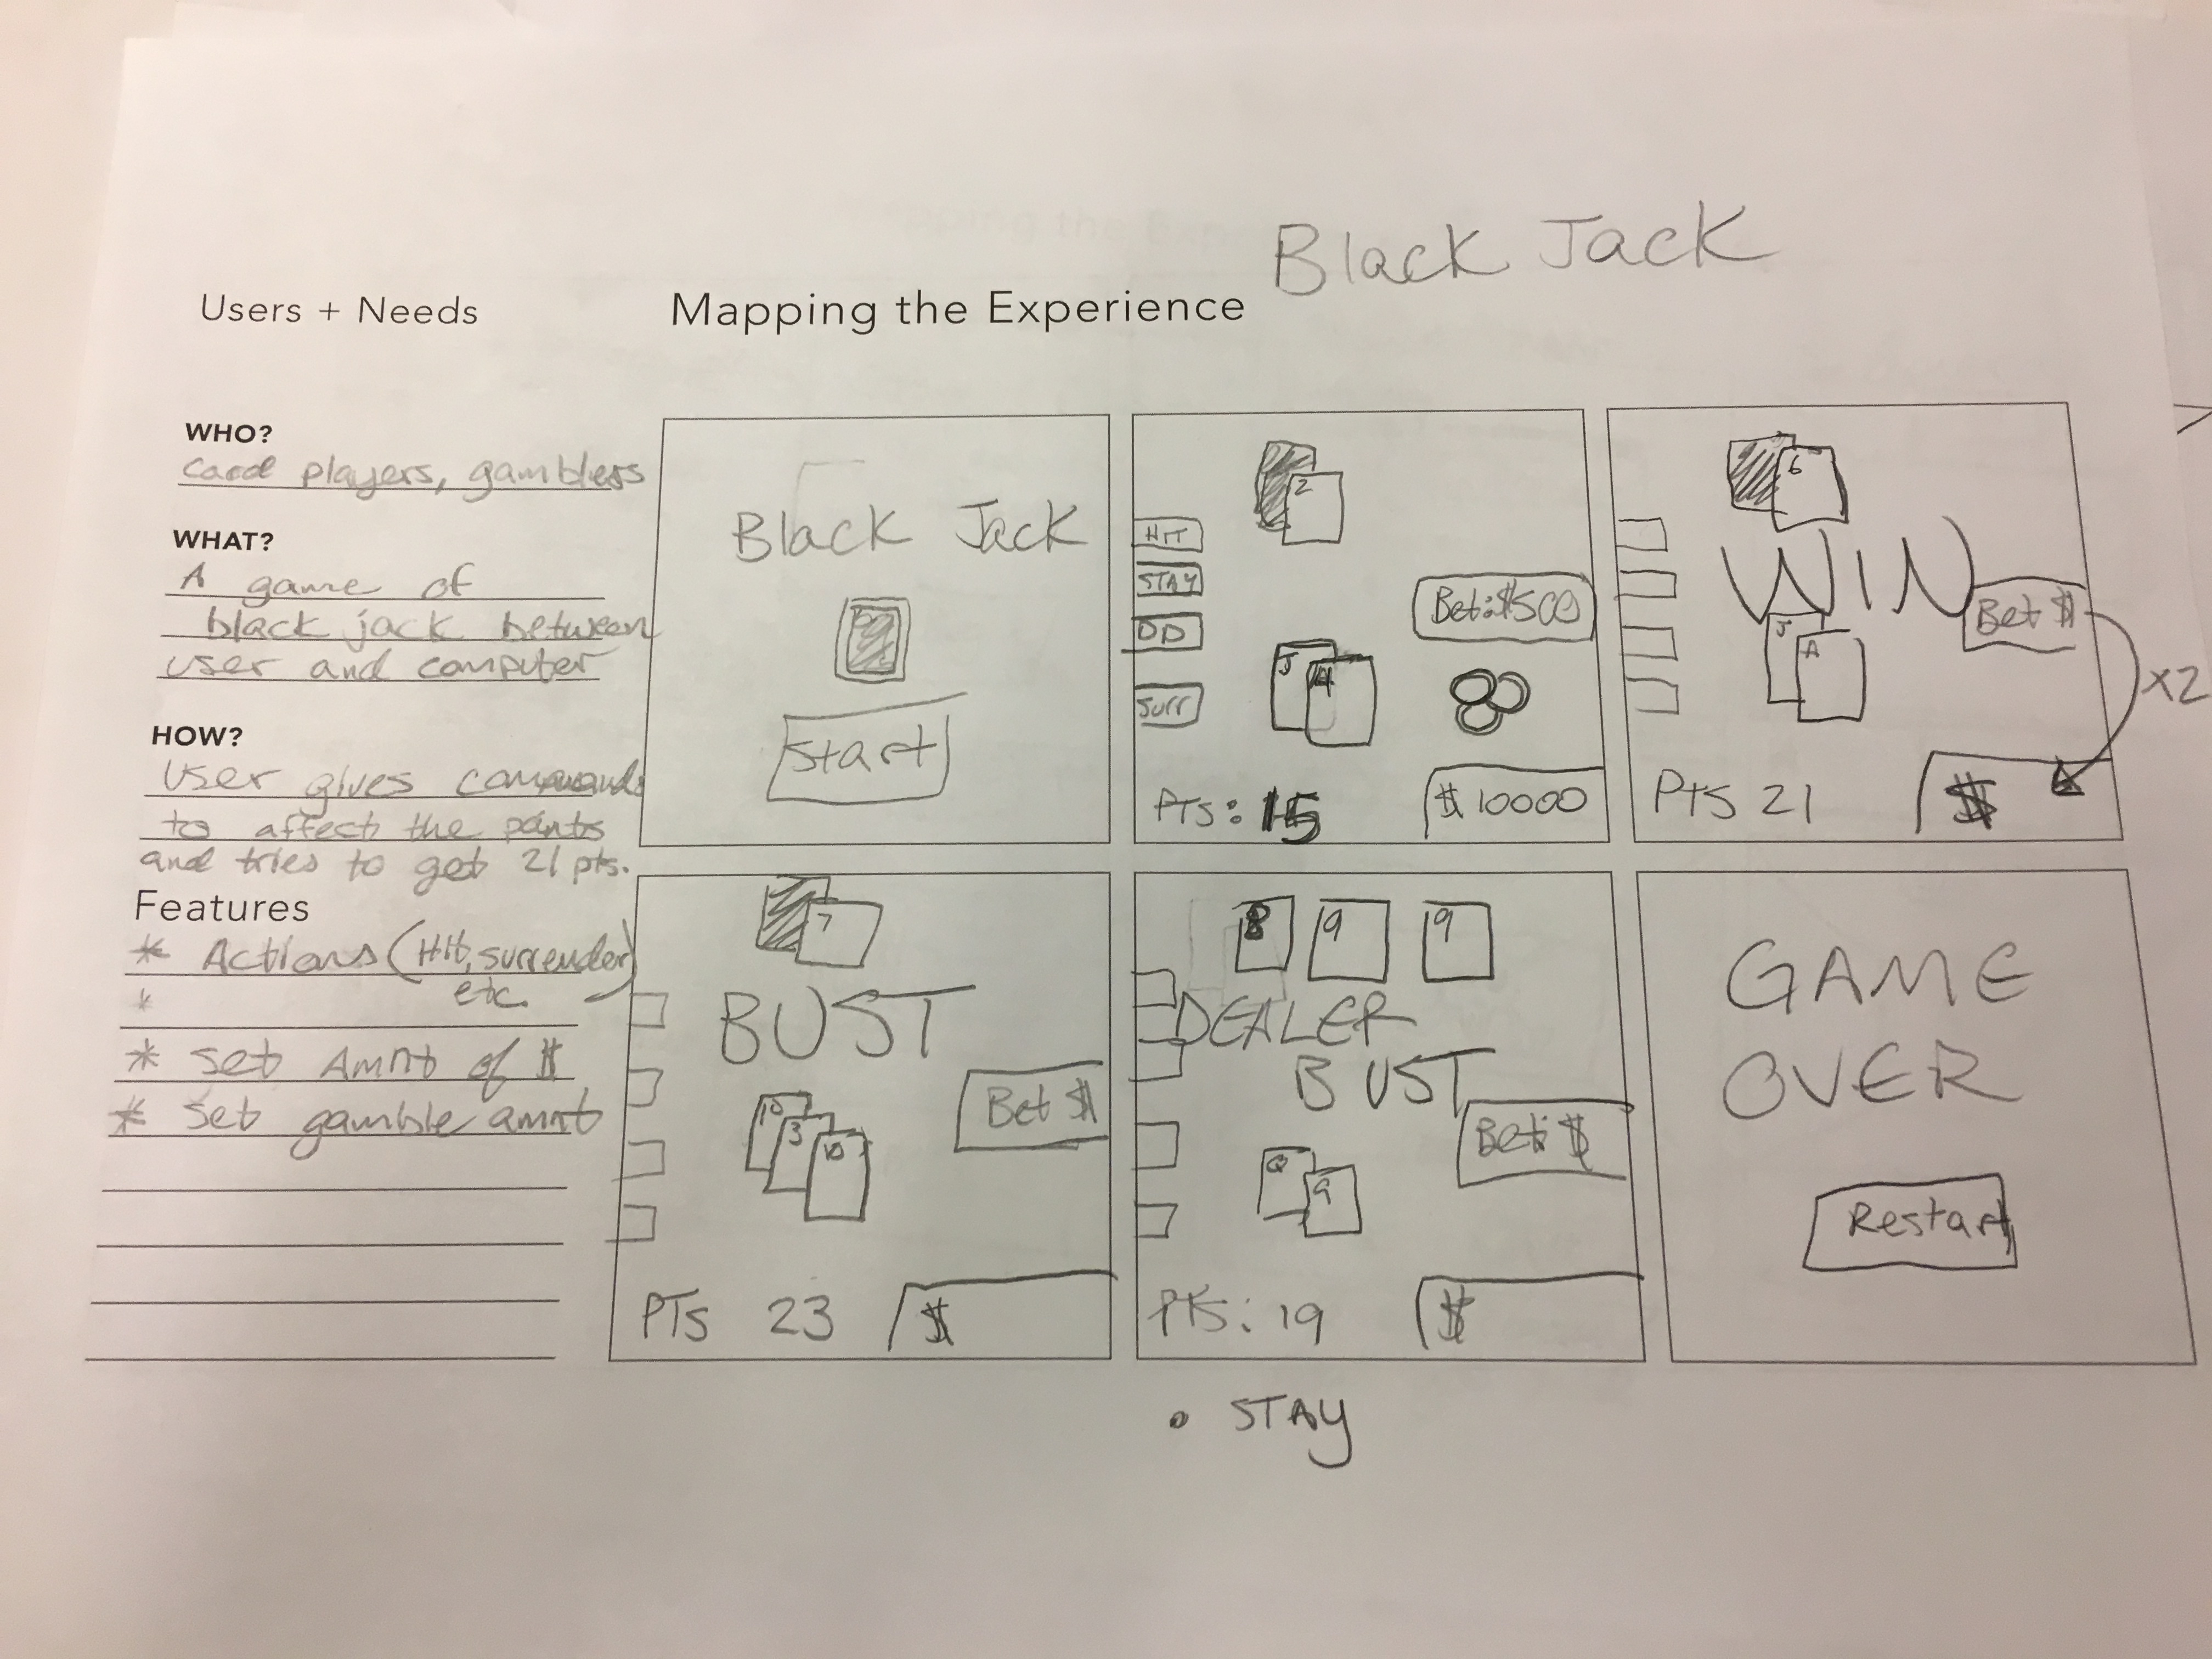 Black Jack
Users + Needs
Mapping the Experience
WHO?
card players, gamblers
WHAT?
A game of
black jack between
user and computer
HOW?
User gives commands
to affect the points
and tries to get 21 pts.
Features
* Actions (Hit, surrender
etc.)
*
* set Amnt of $
* set gamble amnt
Black Jack
Start
2
HIT
STAY
DD
Surr
Bet:$500
J
PTS: 15
$ 10000
6
WIN
Bet $
J
A
x2
PTS 21
$
7
BUST
Bet $
10
3
10
PTS 23
$
8 9 9
DEALER
BUST
Bet: $
Q
9
PTS: 19
$
GAME
OVER
Restart
• STAY